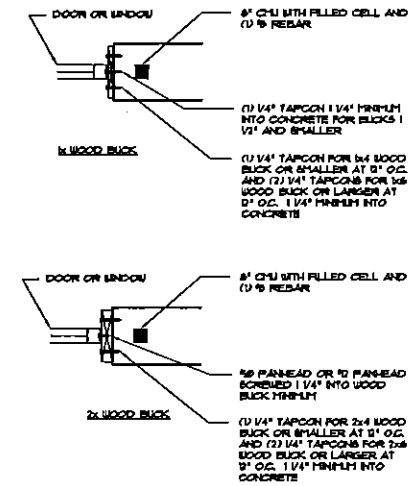 DOOR OR WINDOW
8" CMU WITH FILLED CELL AND
(1) #5 REBAR
(1) 1/4" TAPCON 1 1/4" MINIMUM
INTO CONCRETE FOR BUCKS 1
1/2" AND SMALLER
1x WOOD BUCK
(1) 1/4" TAPCON FOR 1x4 WOOD
BUCK OR SMALLER AT 12" O.C.
AND (2) 1/4" TAPCONS FOR 1x6
WOOD BUCK OR LARGER AT
12" O.C. 1 1/4" MINIMUM INTO
CONCRETE
DOOR OR WINDOW
8" CMU WITH FILLED CELL AND
(1) #5 REBAR
PANHEAD OR #12 PANHEAD
SCREWED 1 1/4" INTO WOOD
BUCK MINIMUM
2x WOOD BUCK
(1) 1/4" TAPCON FOR 2x4 WOOD
BUCK OR SMALLER AT 12" O.C.
AND (2) 1/4" TAPCONS FOR 2x6
WOOD BUCK OR LARGER AT
12" O.C. 1 1/4" MINIMUM INTO
CONCRETE